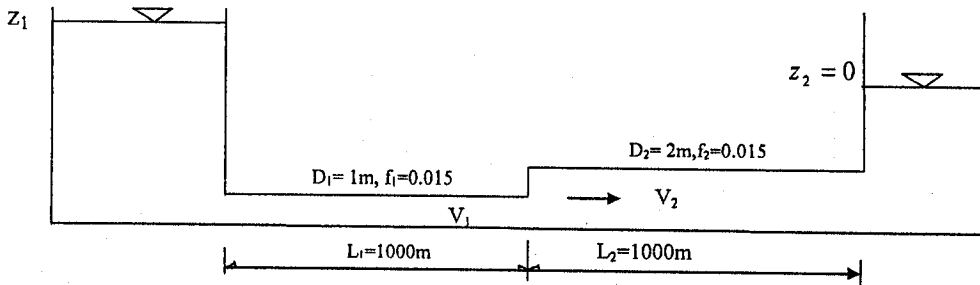 z₁
z₂ = 0
D₁= 1m, f₁=0.015
D₂= 2m,f₂=0.015
V₁
V₂
L₁=1000m
L₂=1000m